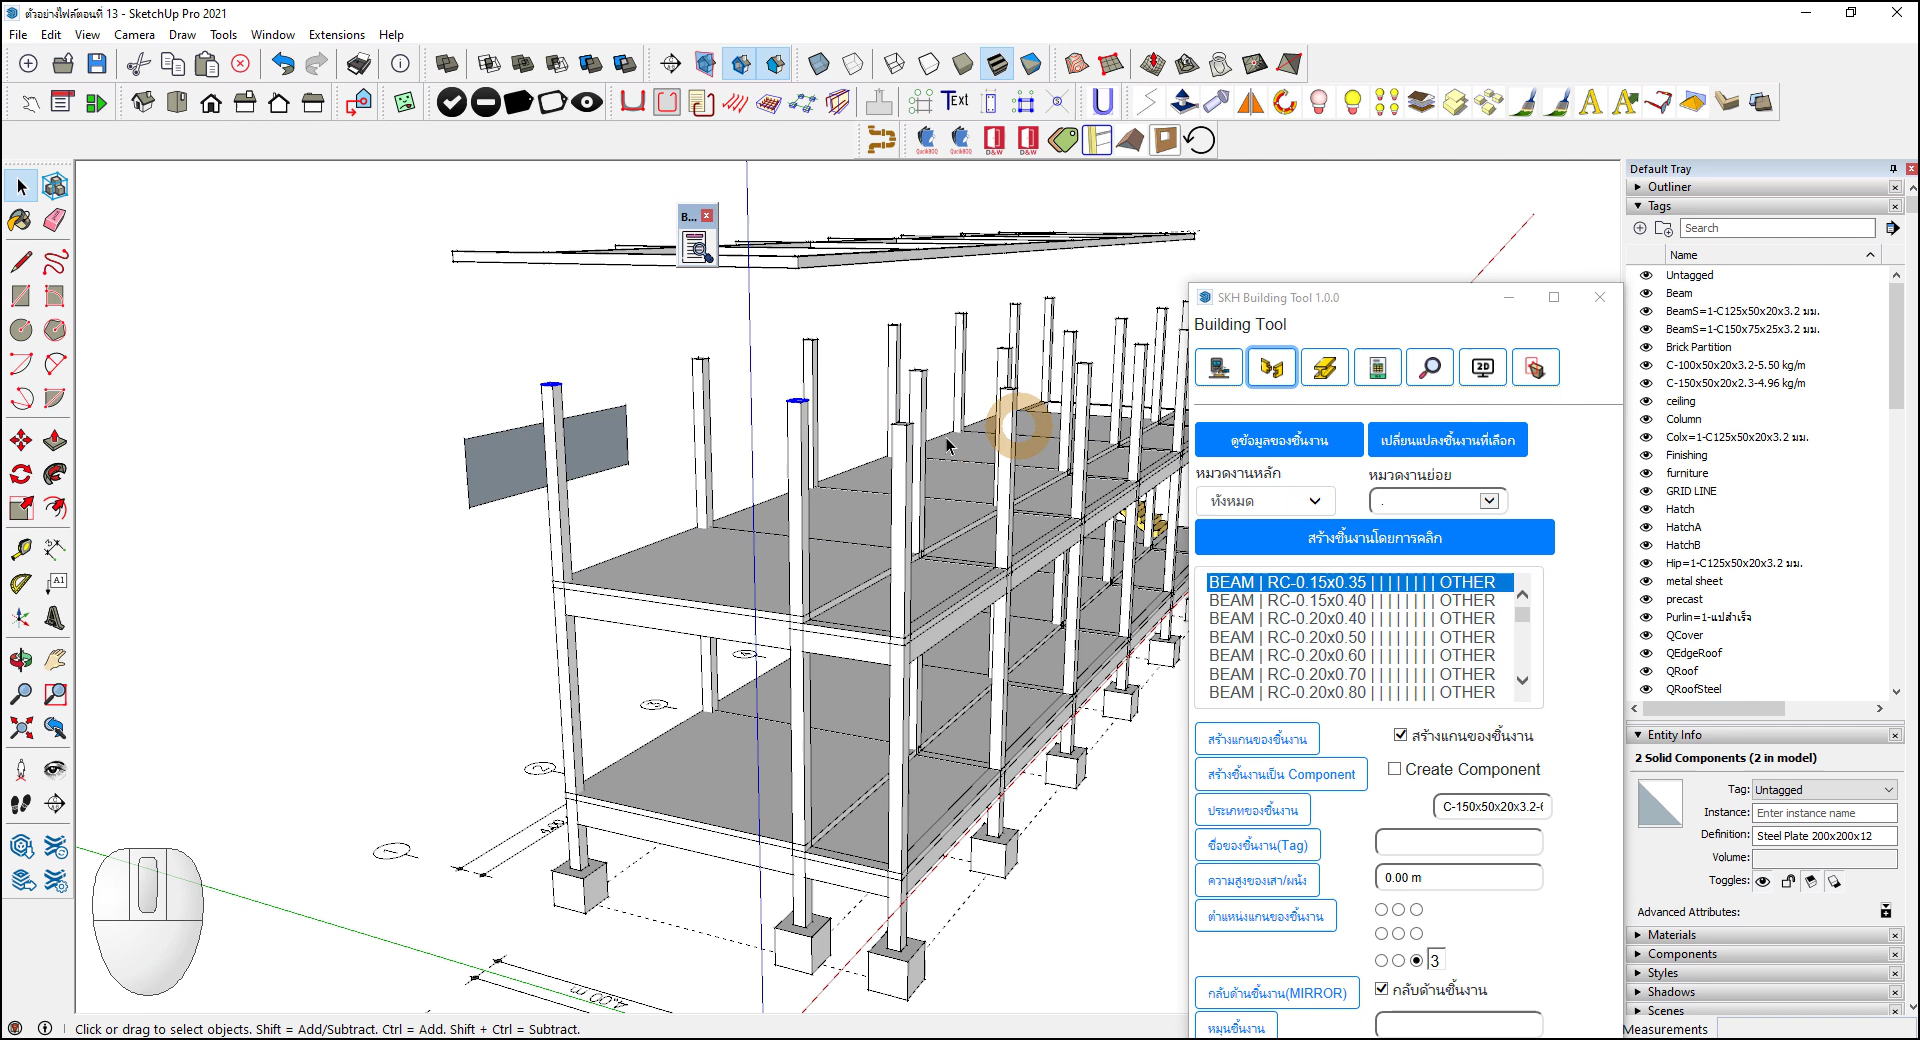 ตัวอย่างไฟล์ตอนที่ 13 - SketchUp Pro 2021
File Edit View Camera Draw Tools Window Extensions Help
Text
QuickBOQ QuickBOQ D&W D&W
Default Tray
Outliner
Tags
Search
Name
Untagged
Beam
BeamS=1-C125x50x20x3.2 มม.
BeamS=1-C150x75x25x3.2 มม.
Brick Partition
C-100x50x20x3.2-5.50 kg/m
C-150x50x20x2.3-4.96 kg/m
ceiling
Column
Colx=1-C125x50x20x3.2 มม.
Finishing
furniture
GRID LINE
Hatch
HatchA
HatchB
Hip=1-C125x50x20x3.2 มม.
metal sheet
precast
Purlin=1-แปสำเร็จ
QCover
QEdgeRoof
QRoof
QRoofSteel
Entity Info
2 Solid Components (2 in model)
Tag: Untagged
Instance: Enter instance name
Definition: Steel Plate 200x200x12
Volume:
Toggles:
Advanced Attributes:
Materials
Components
Styles
Shadows
Scenes
B...
SKH Building Tool 1.0.0
Building Tool
2D
ดูข้อมูลของชิ้นงาน เปลี่ยนแปลงชิ้นงานที่เลือก
หมวดงานหลัก หมวดงานย่อย
ทั้งหมด .
สร้างชิ้นงานโดยการคลิก
BEAM | RC-0.15x0.35 | | | | | | | | OTHER
BEAM | RC-0.15x0.40 | | | | | | | | OTHER
BEAM | RC-0.20x0.40 | | | | | | | | OTHER
BEAM | RC-0.20x0.50 | | | | | | | | OTHER
BEAM | RC-0.20x0.60 | | | | | | | | OTHER
BEAM | RC-0.20x0.70 | | | | | | | | OTHER
BEAM | RC-0.20x0.80 | | | | | | | | OTHER
สร้างแกนของชิ้นงาน สร้างแกนของชิ้นงาน
สร้างชิ้นงานเป็น Component Create Component
ประเภทของชิ้นงาน C-150x50x20x3.2-6
ชื่อของชิ้นงาน(Tag)
ความสูงของเสา/ผนัง 0.00 m
ตำแหน่งแกนของชิ้นงาน
3
กลับด้านชิ้นงาน(MIRROR) กลับด้านชิ้นงาน
หมุนชิ้นงาน
A1
4
3
2
1
4.00 m
Click or drag to select objects. Shift = Add/Subtract. Ctrl = Add. Shift + Ctrl = Subtract.
Measurements